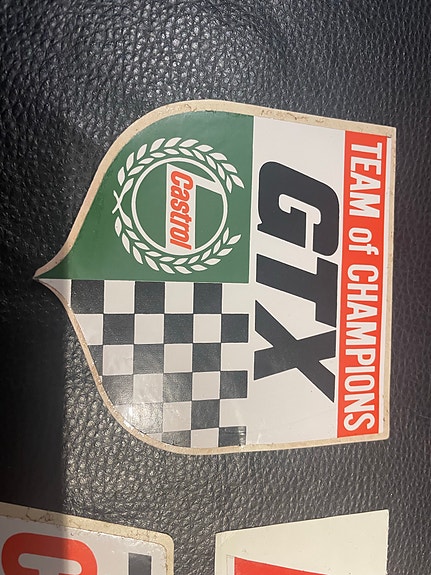 TEAM of CHAMPIONS
GTX
Castrol